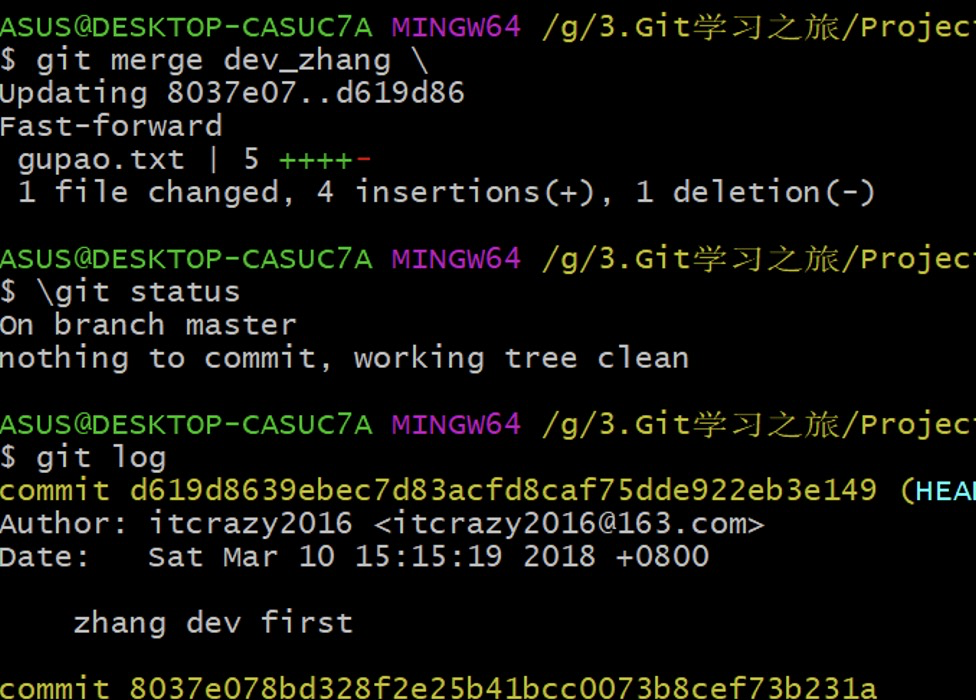 ASUS@DESKTOP-CASUC7A MINGW64 /g/3.Git学习之旅/Project
$ git merge dev_zhang \
Updating 8037e07..d619d86
Fast-forward
 gupao.txt | 5 ++++-
 1 file changed, 4 insertions(+), 1 deletion(-)
ASUS@DESKTOP-CASUC7A MINGW64 /g/3.Git学习之旅/Project
$ \git status
On branch master
nothing to commit, working tree clean
ASUS@DESKTOP-CASUC7A MINGW64 /g/3.Git学习之旅/Project
$ git log
commit d619d8639ebec7d83acfd8caf75dde922eb3e149 (HEA
Author: itcrazy2016 <itcrazy2016@163.com>
Date:   Sat Mar 10 15:15:19 2018 +0800
    zhang dev first
commit 8037e078bd328f2e25b41bcc0073b8cef73b231a